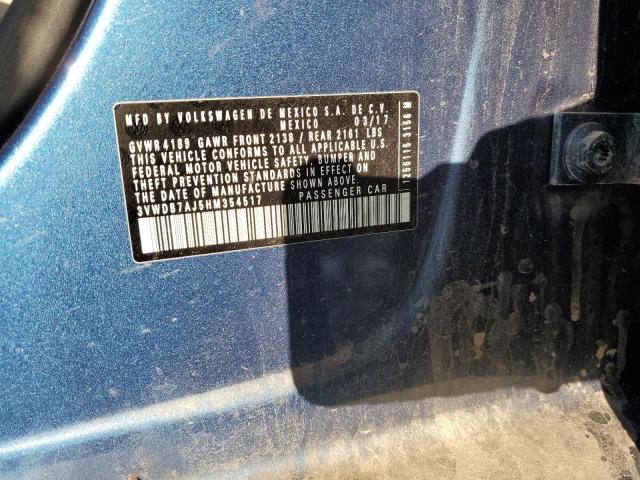 MFD BY VOLKSWAGEN DE MEXICO S.A. DE C.V.
MEXICO 03/17
GVWR 4189 GAWR FRONT 2138 / REAR 2161 LBS
THIS VEHICLE CONFORMS TO ALL APPLICABLE U.S.
FEDERAL MOTOR VEHICLE SAFETY, BUMPER AND
THEFT PREVENTION STANDARDS IN EFFECT ON
THE DATE OF MANUFACTURE SHOWN ABOVE.
3VWDB7AJ5HM354517 PASSENGER CAR